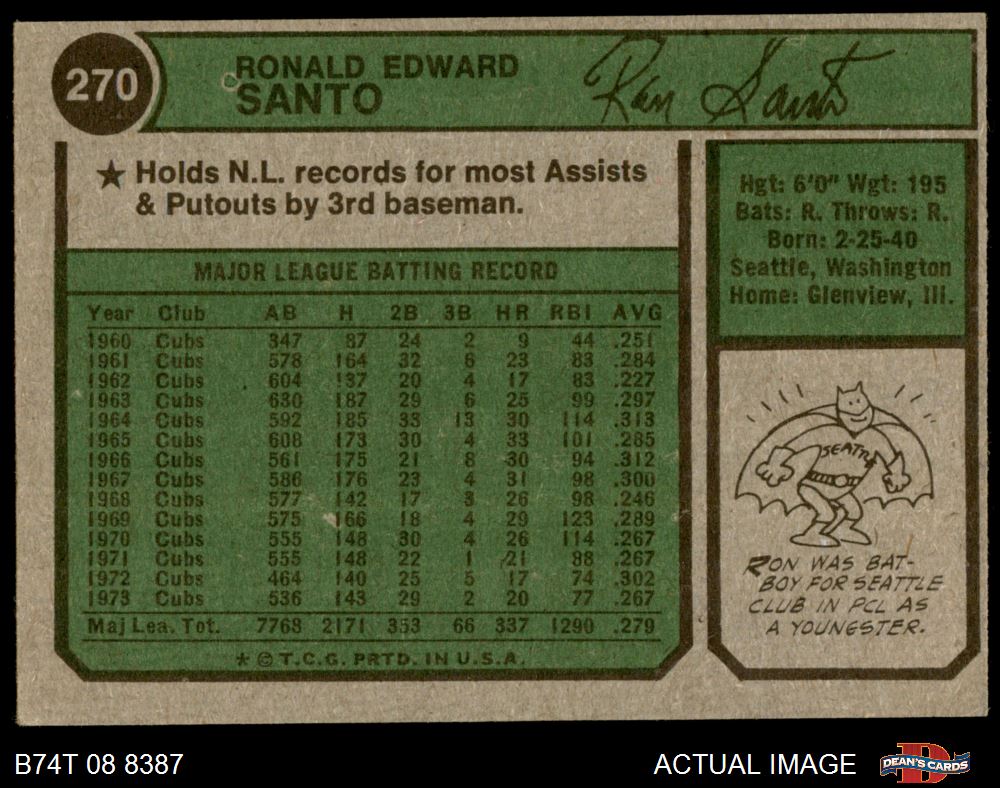 270
RONALD EDWARD
SANTO
Ron Santo
★ Holds N.L. records for most Assists
& Putouts by 3rd baseman.
MAJOR LEAGUE BATTING RECORD
Year Club AB H 2B 3B HR RBI AVG
1960 Cubs 347 87 24 2 9 44 .251
1961 Cubs 578 164 32 6 23 83 .284
1962 Cubs 604 137 20 4 17 83 .227
1963 Cubs 630 187 29 6 25 99 .297
1964 Cubs 592 185 33 13 30 114 .313
1965 Cubs 608 173 30 4 33 101 .285
1966 Cubs 561 175 21 8 30 94 .312
1967 Cubs 586 176 23 4 31 98 .300
1968 Cubs 577 142 17 3 26 98 .246
1969 Cubs 575 166 18 4 29 123 .289
1970 Cubs 555 148 30 4 26 114 .267
1971 Cubs 555 148 22 1 21 88 .267
1972 Cubs 464 140 25 5 17 74 .302
1973 Cubs 536 143 29 2 20 77 .267
Maj Lea. Tot. 7768 2171 353 66 337 1290 .279
* © T.C.G. PRTD. IN U.S.A.
Hgt: 6'0" Wgt: 195
Bats: R. Throws: R.
Born: 2-25-40
Seattle, Washington
Home: Glenview, Ill.
SEATTLE
RON WAS BAT-
BOY FOR SEATTLE
CLUB IN PCL AS
A YOUNGSTER.
B74T 08 8387
ACTUAL IMAGE
D
DEAN'S CARDS